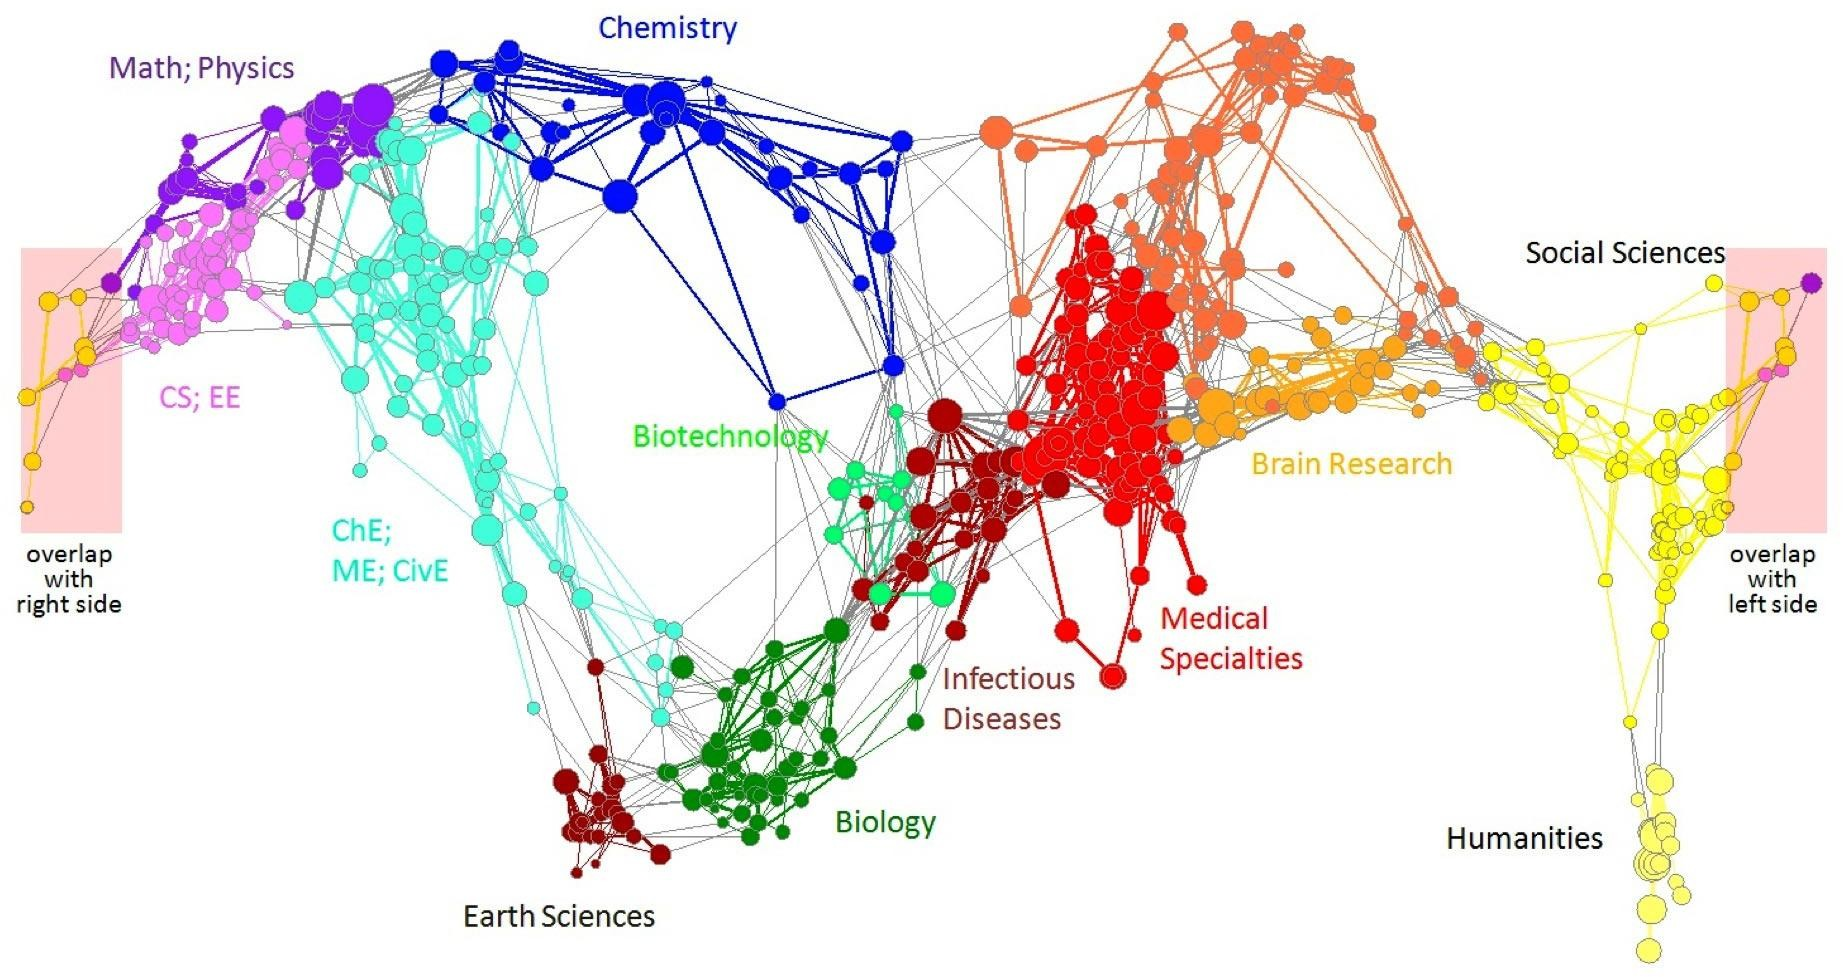 Chemistry
Math; Physics
Social Sciences
CS; EE
Biotechnology
Brain Research
ChE;
ME; CivE
overlap
with
right side
overlap
with
left side
Medical
Specialties
Infectious
Diseases
Biology
Humanities
Earth Sciences